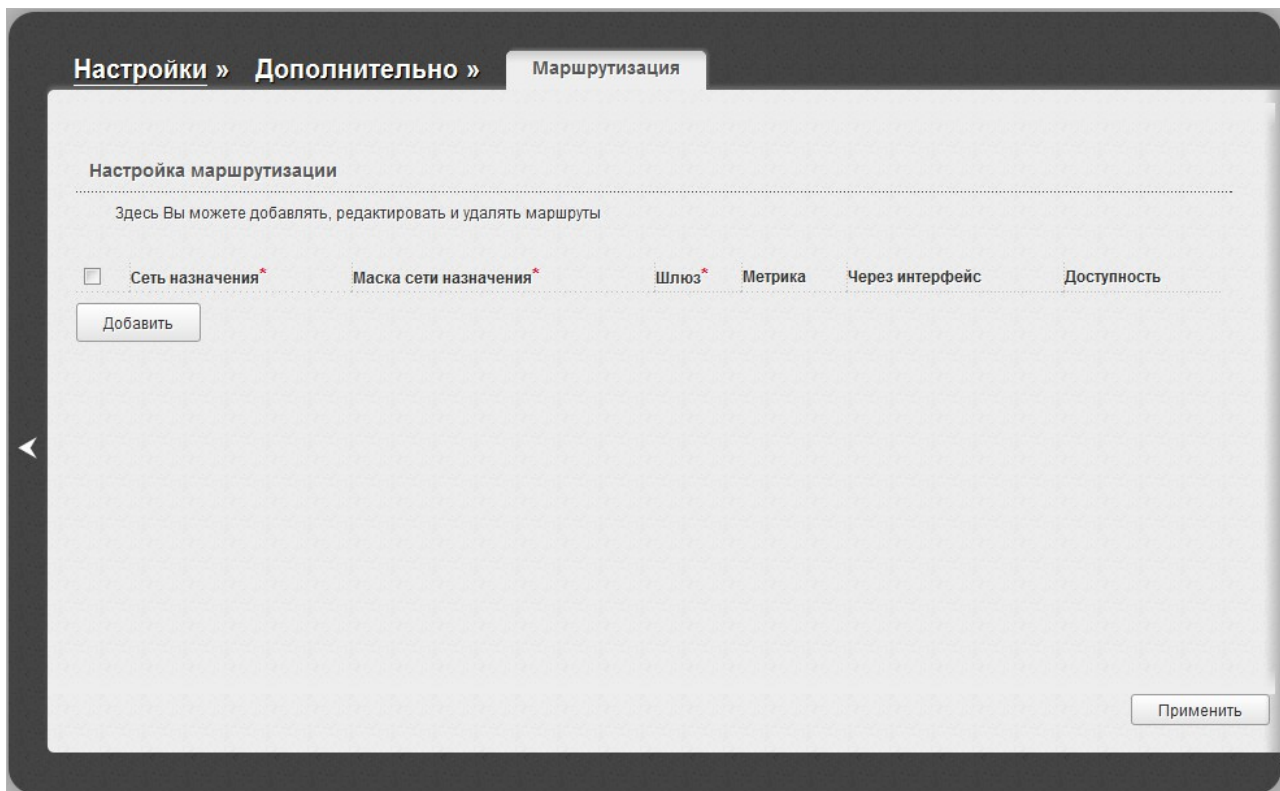 Настройки » Дополнительно » Маршрутизация
Настройка маршрутизации
Здесь Вы можете добавлять, редактировать и удалять маршруты
Сеть назначения* Маска сети назначения* Шлюз* Метрика Через интерфейс Доступность
Добавить
Применить